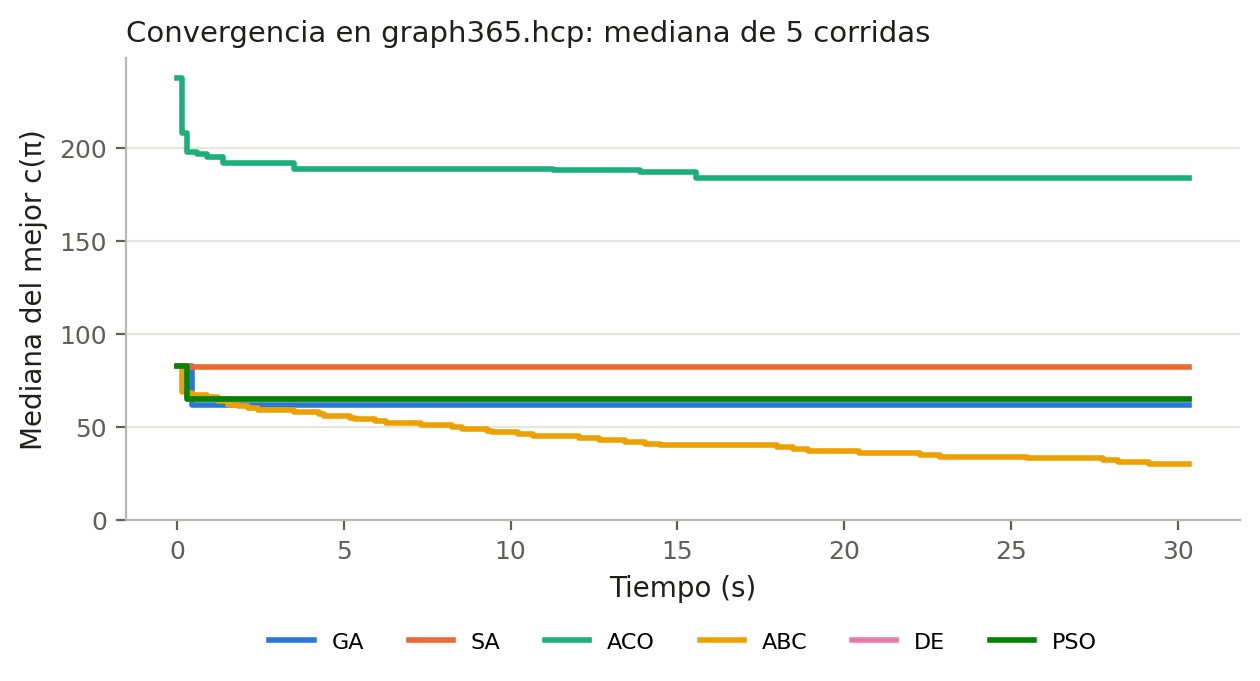 Convergencia en graph365.hcp: mediana de 5 corridas
Mediana del mejor c(π)
200
150
100
50
0
0 5 10 15 20 25 30
Tiempo (s)
GA SA ACO ABC DE PSO